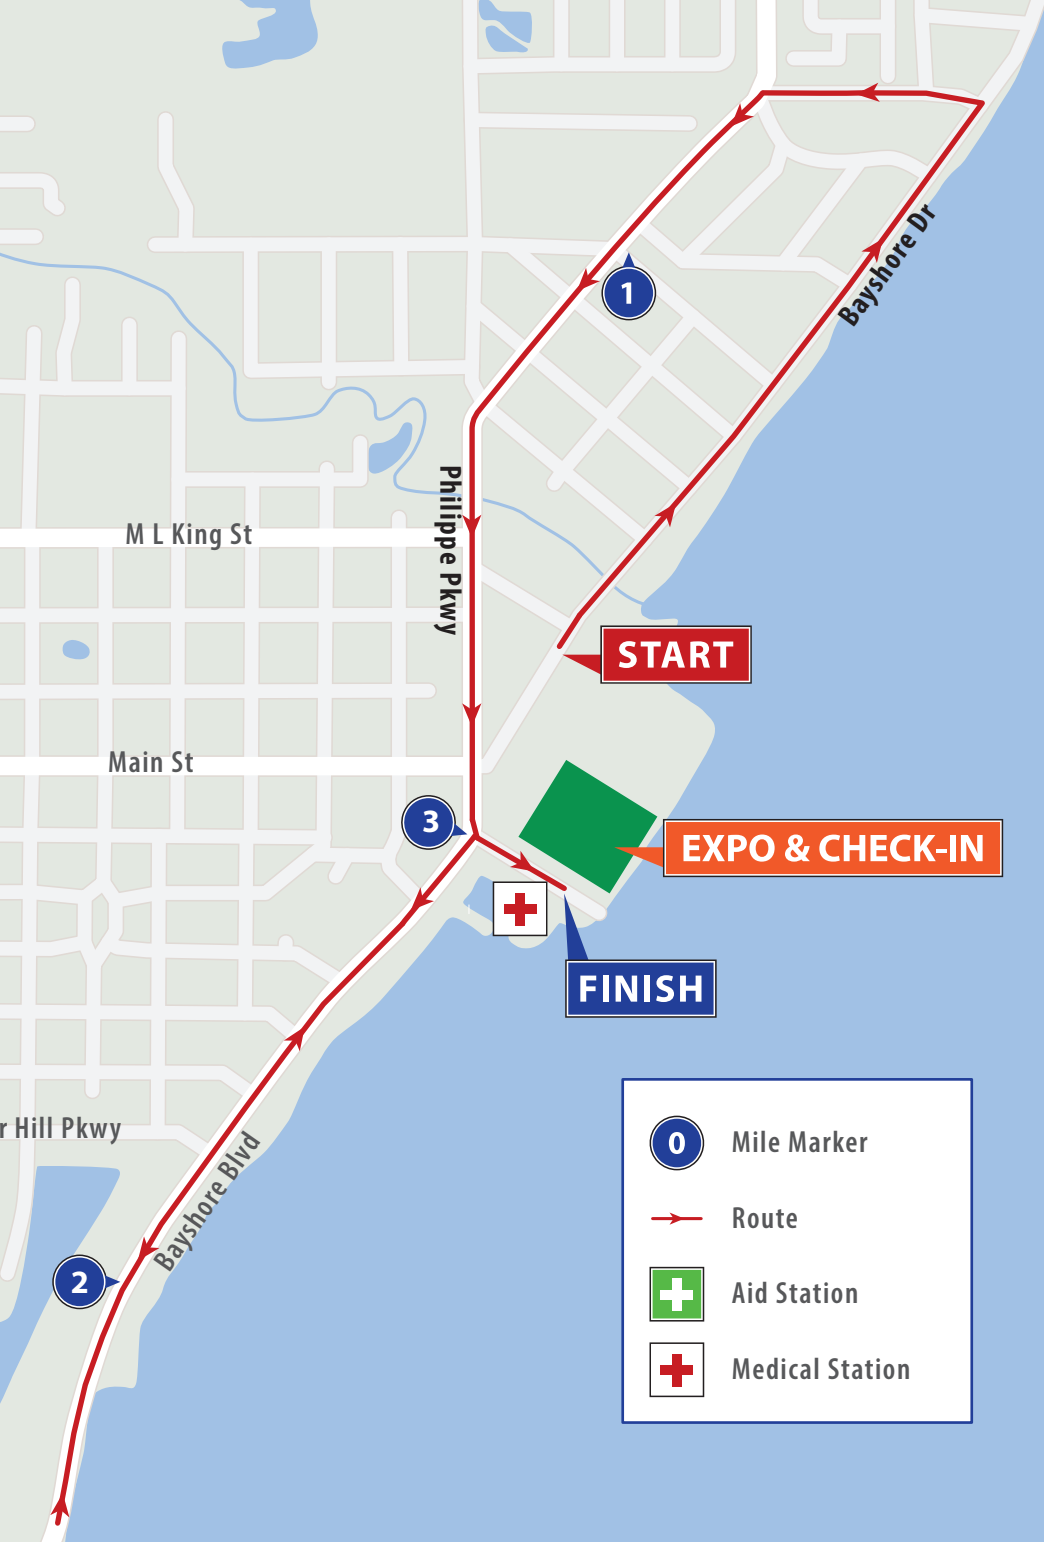 Bayshore Dr
1
Philippe Pkwy
M L King St
START
Main St
3
EXPO & CHECK-IN
FINISH
r Hill Pkwy
Bayshore Blvd
2
0 Mile Marker
Route
Aid Station
Medical Station